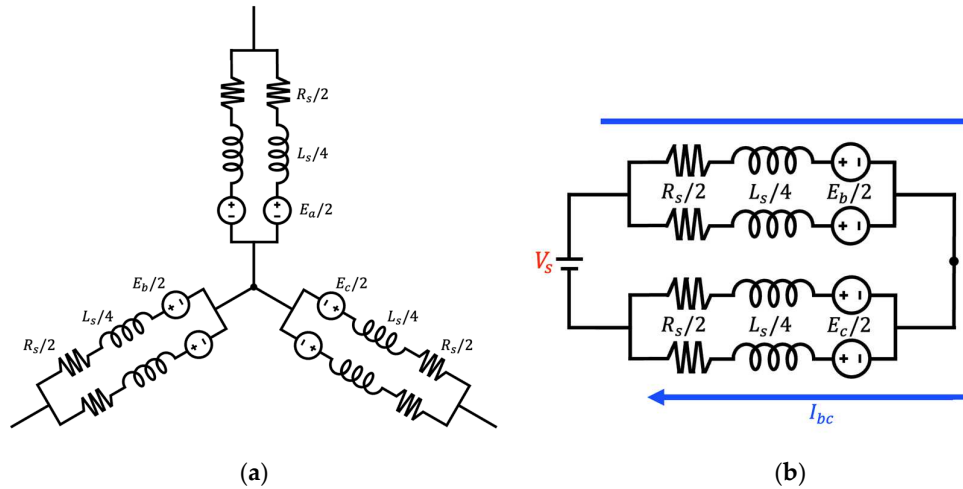 R_s/2
L_s/4
E_a/2
E_b/2
L_s/4
R_s/2
E_c/2
L_s/4
R_s/2
(a)
R_s/2 L_s/4 E_b/2
V_s
R_s/2 L_s/4 E_c/2
I_bc
(b)